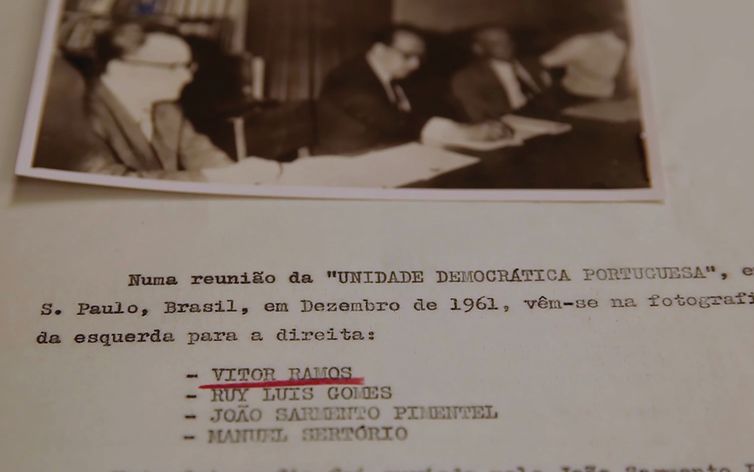 Numa reunião da "UNIDADE DEMOCRÁTICA PORTUGUESA", e
S. Paulo, Brasil, em Dezembro de 1961, vêm-se na fotografi
da esquerda para a direita:
- VITOR RAMOS
- RUY LUIS GOMES
- JOÃO SARMENTO PIMENTEL
- MANUEL SERTÓRIO